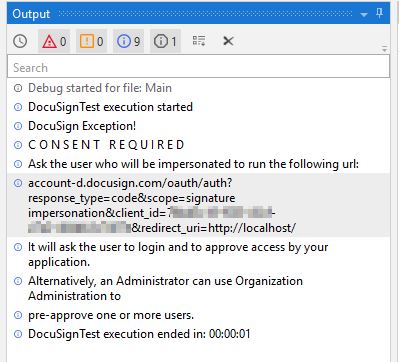 Output
0
0
9
1
Search
Debug started for file: Main
DocuSignTest execution started
DocuSign Exception!
C O N S E N T  R E Q U I R E D
Ask the user who will be impersonated to run the following url:
account-d.docusign.com/oauth/auth?
response_type=code&scope=signature
impersonation&client_id=
&redirect_uri=http://localhost/
It will ask the user to login and to approve access by your
application.
Alternatively, an Administrator can use Organization
Administration to
pre-approve one or more users.
DocuSignTest execution ended in: 00:00:01